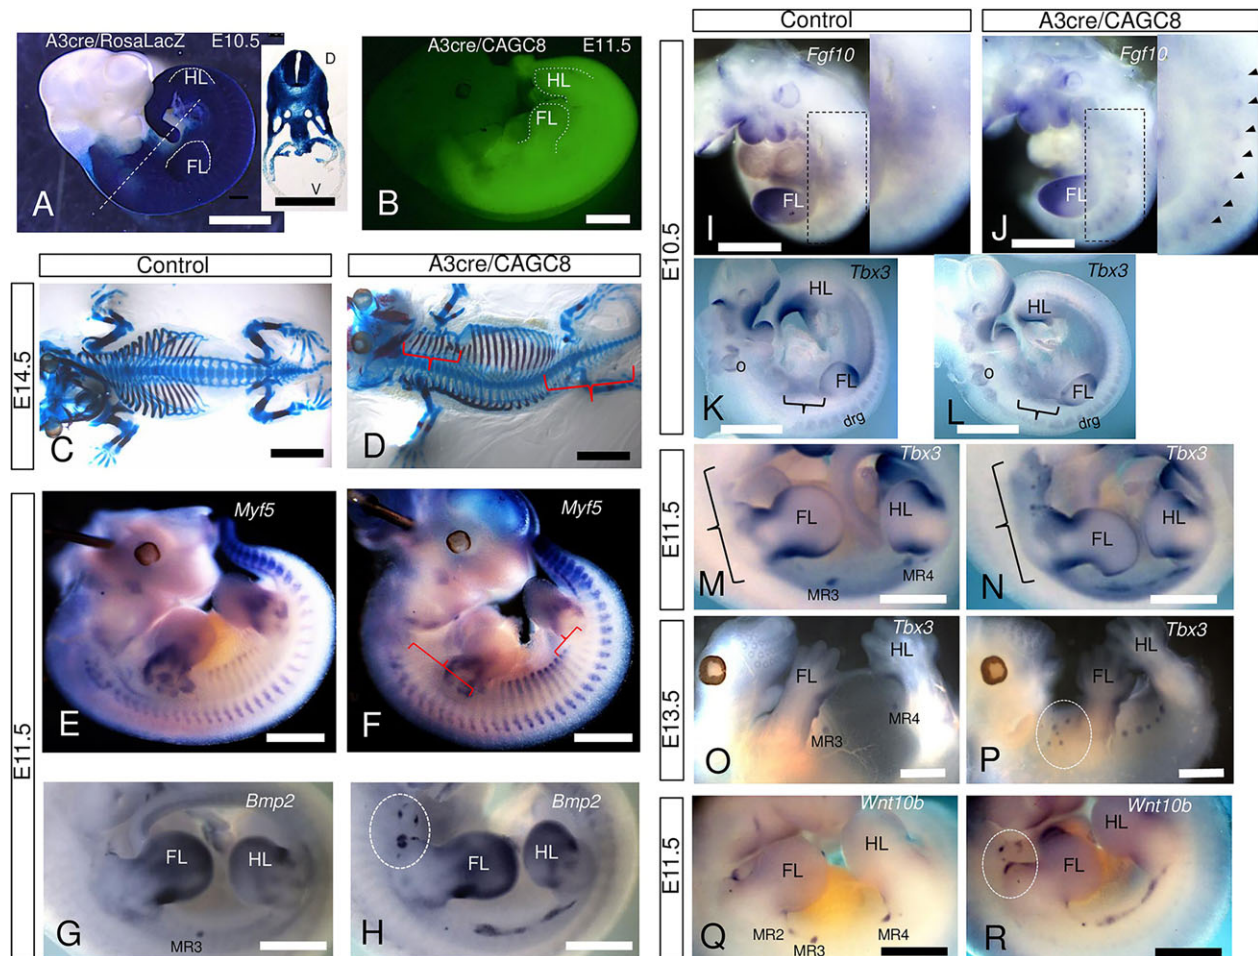 A3cre/RosaLacZ E10.5
HL
FL
A
D
V
A3cre/CAGC8 E11.5
HL
FL
B
Control
A3cre/CAGC8
E14.5
C
D
E11.5
Myf5
E
Myf5
F
Bmp2
FL
HL
MR3
G
Bmp2
FL
HL
H
Control
A3cre/CAGC8
E10.5
Fgf10
FL
I
Fgf10
FL
J
Tbx3
HL
o
FL
drg
K
Tbx3
HL
o
FL
drg
L
E11.5
Tbx3
FL
HL
MR3
MR4
M
Tbx3
FL
HL
N
E13.5
Tbx3
HL
FL
MR4
MR3
O
Tbx3
HL
FL
P
E11.5
Wnt10b
HL
FL
MR2
MR3
MR4
Q
Wnt10b
HL
FL
R